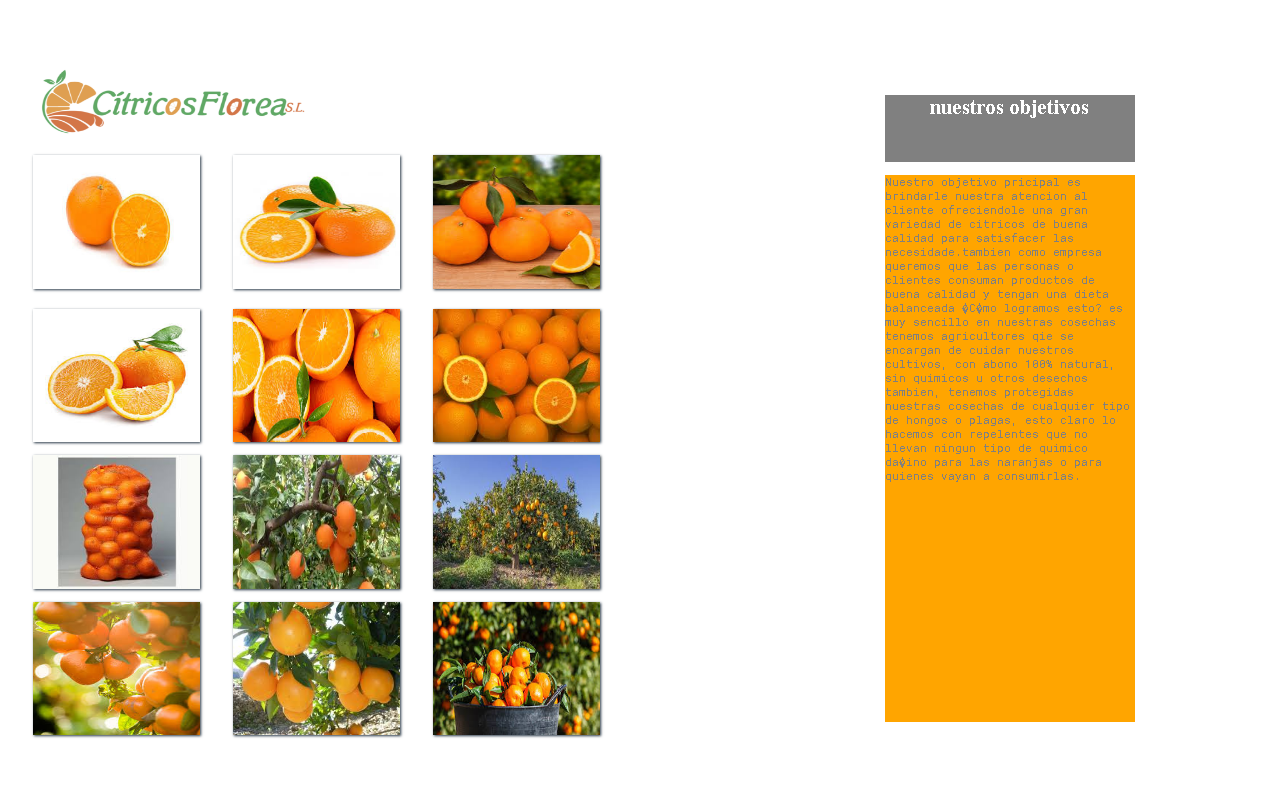 CítricosFlorea S.L.
nuestros objetivos
Nuestro objetivo pricipal es
brindarle nuestra atencion al
cliente ofreciendole una gran
variedad de citricos de buena
calidad para satisfacer las
necesidade.tambien como empresa
queremos que las personas o
clientes consuman productos de
buena calidad y tengan una dieta
balanceada �C�mo logramos esto? es
muy sencillo en nuestras cosechas
tenemos agricultores qie se
encargan de cuidar nuestros
cultivos, con abono 100% natural,
sin quimicos u otros desechos
tambien, tenemos protegidas
nuestras cosechas de cualquier tipo
de hongos o plagas, esto claro lo
hacemos con repelentes que no
llevan ningun tipo de quimico
da�ino para las naranjas o para
quienes vayan a consumirlas.